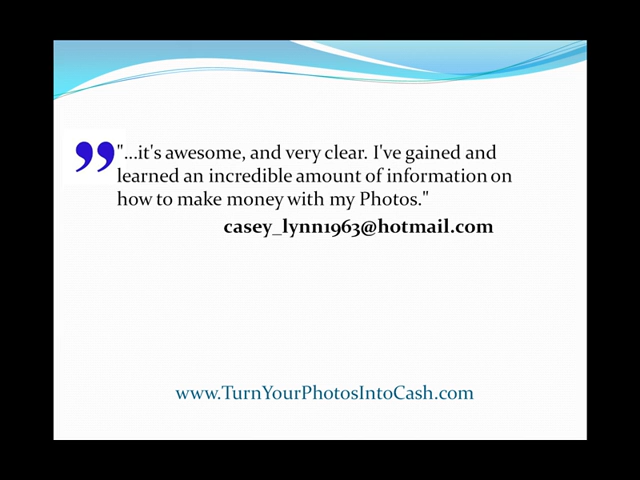 "...it's awesome, and very clear. I've gained and
learned an incredible amount of information on
how to make money with my Photos."
casey_lynn1963@hotmail.com
www.TurnYourPhotosIntoCash.com